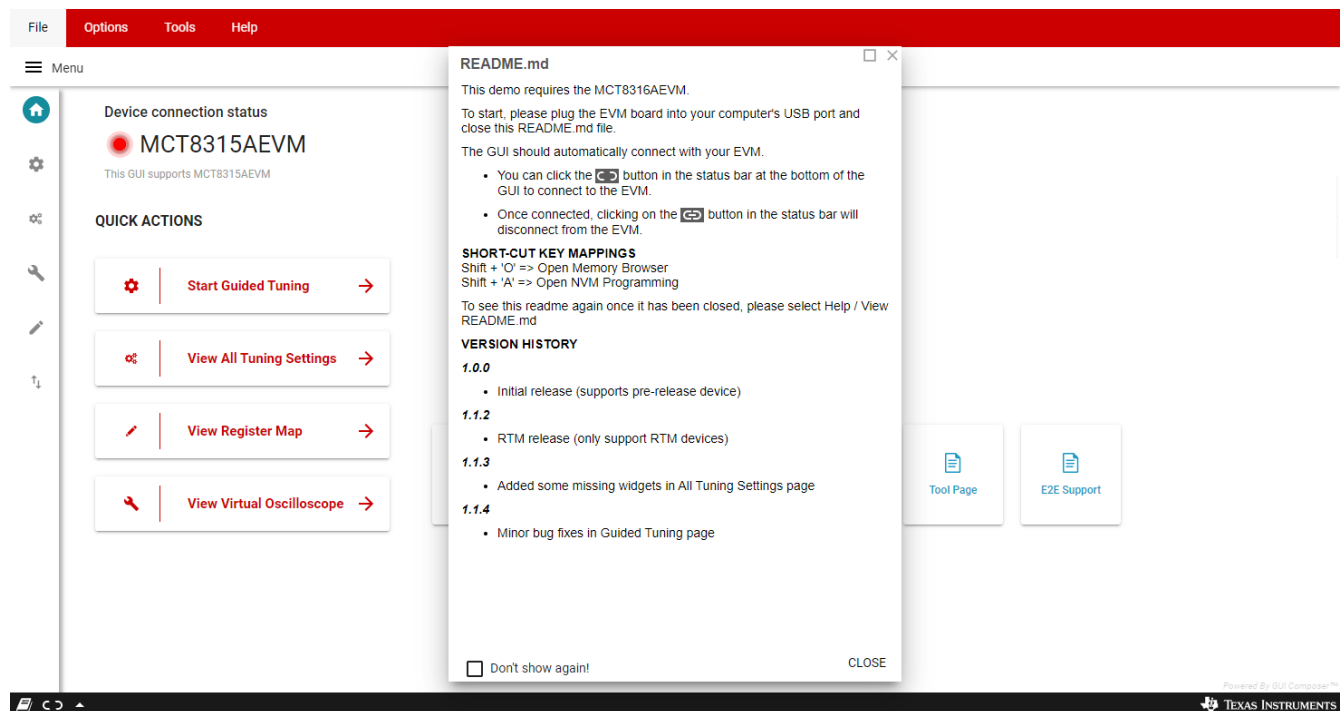 File Options Tools Help
Menu
Device connection status
MCT8315AEVM
This GUI supports MCT8315AEVM
QUICK ACTIONS
Start Guided Tuning
View All Tuning Settings
View Register Map
View Virtual Oscilloscope
README.md
This demo requires the MCT8316AEVM.
To start, please plug the EVM board into your computer's USB port and
close this README.md file.
The GUI should automatically connect with your EVM.
• You can click the button in the status bar at the bottom of the
GUI to connect to the EVM.
• Once connected, clicking on the button in the status bar will
disconnect from the EVM.
SHORT-CUT KEY MAPPINGS
Shift + 'O' => Open Memory Browser
Shift + 'A' => Open NVM Programming
To see this readme again once it has been closed, please select Help / View
README.md
VERSION HISTORY
1.0.0
• Initial release (supports pre-release device)
1.1.2
• RTM release (only support RTM devices)
1.1.3
• Added some missing widgets in All Tuning Settings page
1.1.4
• Minor bug fixes in Guided Tuning page
Don't show again!
CLOSE
Tool Page
E2E Support
Powered By GUI Composer™
TEXAS INSTRUMENTS